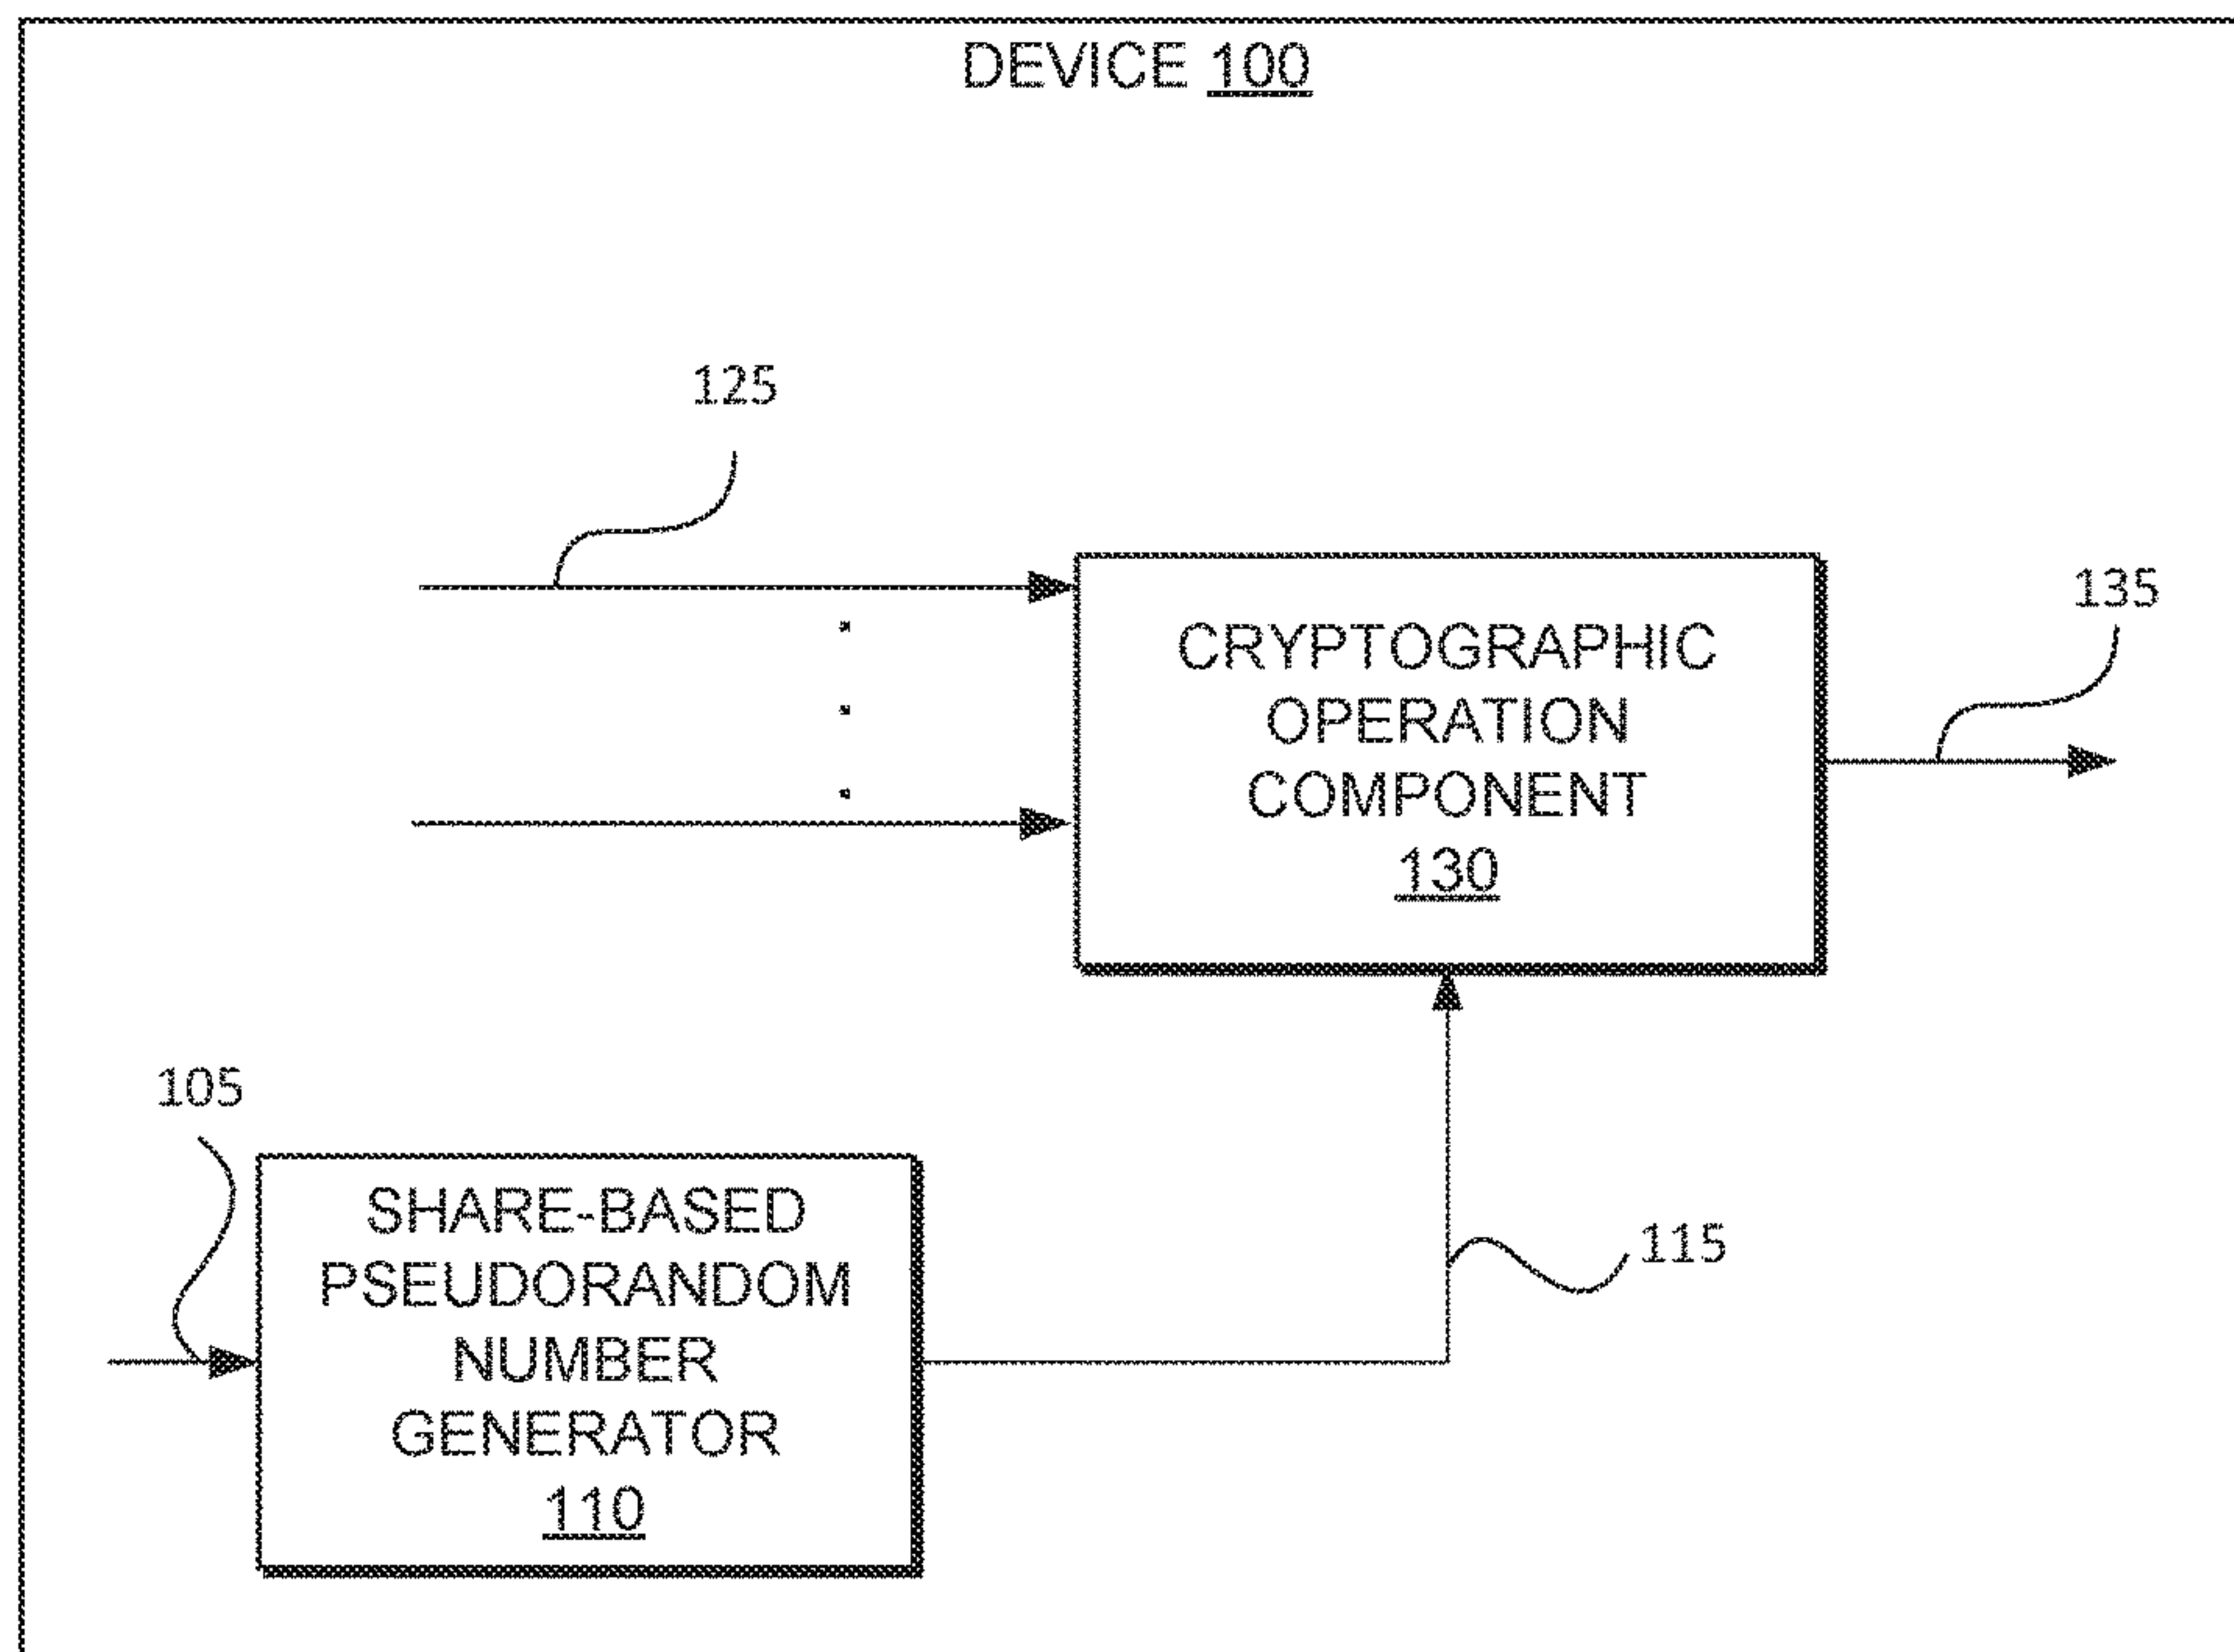 DEVICE 100
125
135
CRYPTOGRAPHIC
OPERATION
COMPONENT
130
105
115
SHARE-BASED
PSEUDORANDOM
NUMBER
GENERATOR
110